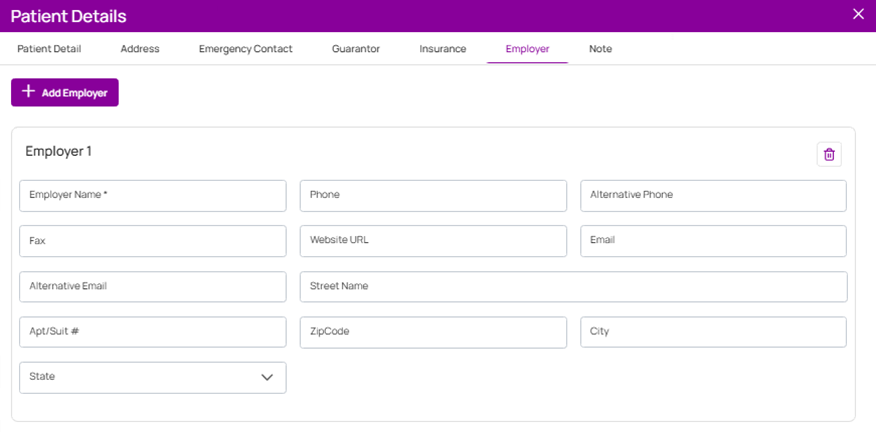 Patient Details
Patient Detail Address Emergency Contact Guarantor Insurance Employer Note
Add Employer
Employer 1
Employer Name * Phone Alternative Phone
Fax Website URL Email
Alternative Email Street Name
Apt/Suit # ZipCode City
State